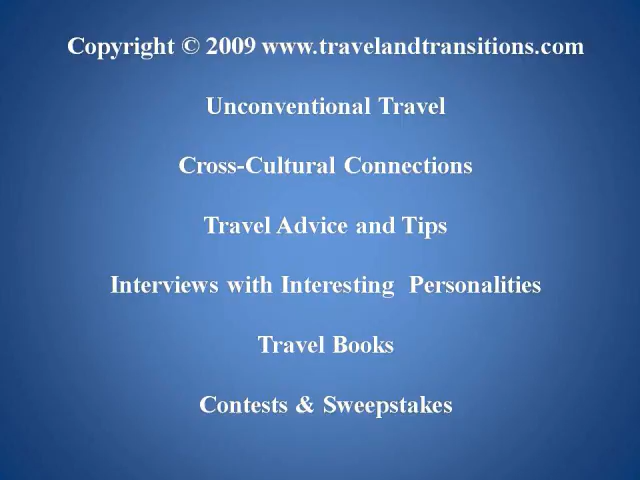 Copyright © 2009 www.travelandtransitions.com
Unconventional Travel
Cross-Cultural Connections
Travel Advice and Tips
Interviews with Interesting  Personalities
Travel Books
Contests & Sweepstakes